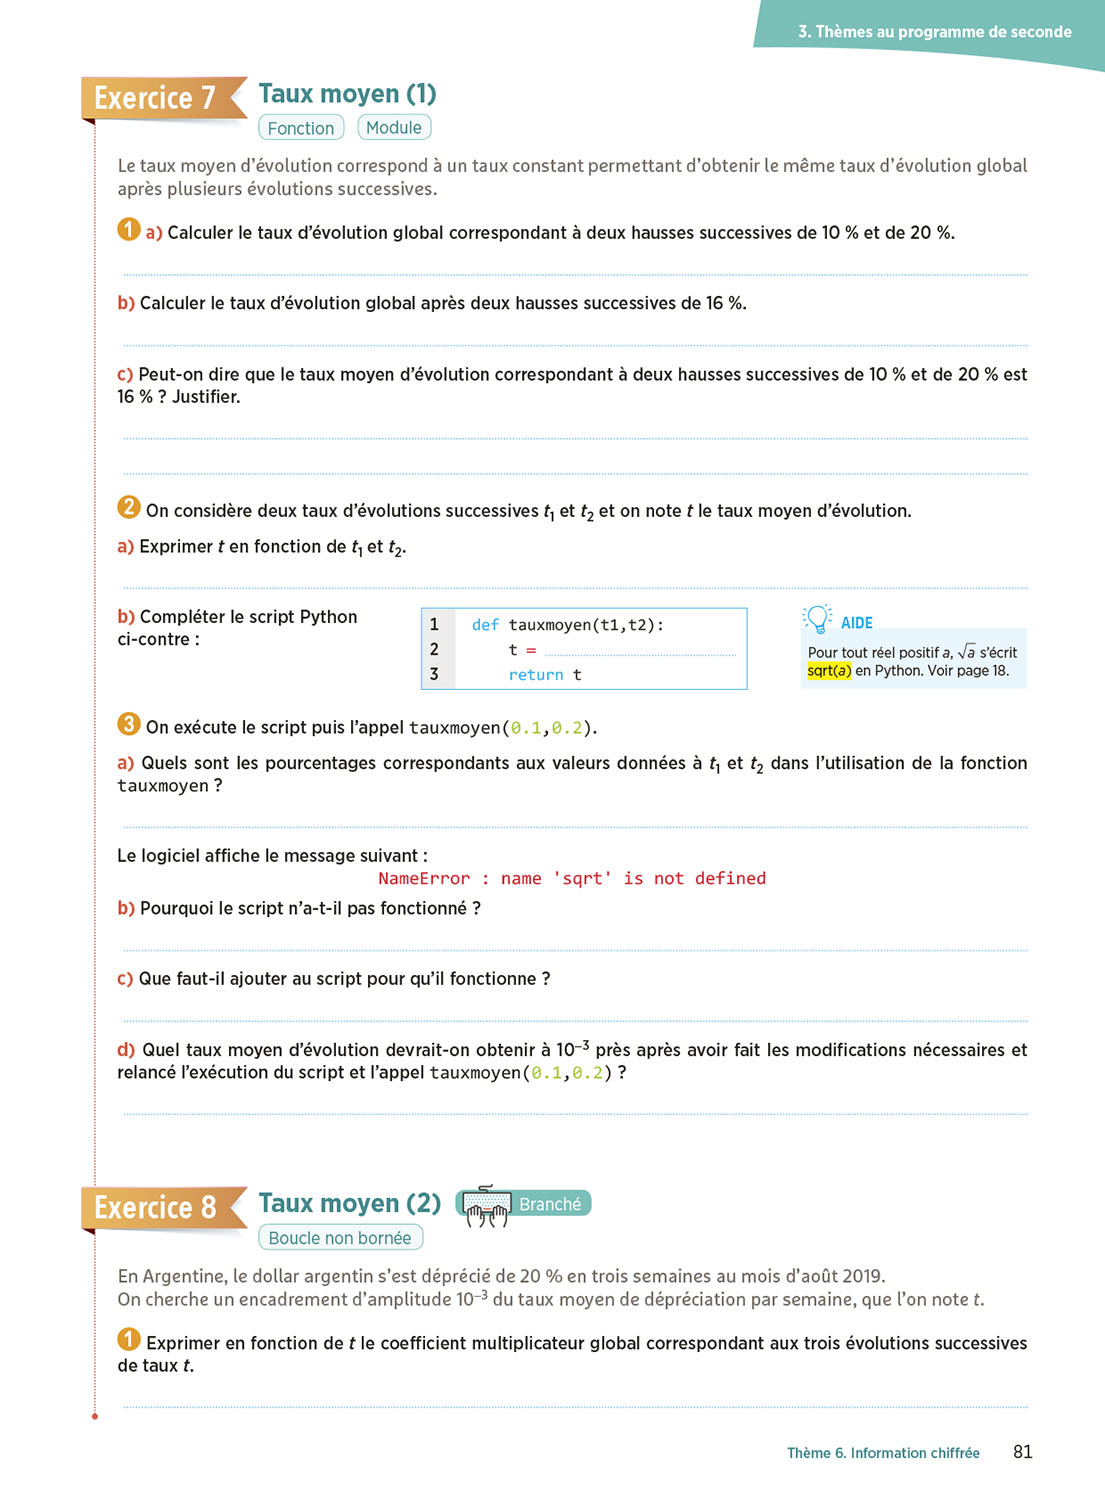 3. Thèmes au programme de seconde
Exercice 7
Taux moyen (1)
Fonction
Module
Le taux moyen d’évolution correspond à un taux constant permettant d’obtenir le même taux d’évolution global
après plusieurs évolutions successives.
1 a) Calculer le taux d’évolution global correspondant à deux hausses successives de 10 % et de 20 %.
b) Calculer le taux d’évolution global après deux hausses successives de 16 %.
c) Peut-on dire que le taux moyen d’évolution correspondant à deux hausses successives de 10 % et de 20 % est
16 % ? Justifier.
2 On considère deux taux d’évolutions successives t₁ et t₂ et on note t le taux moyen d’évolution.
a) Exprimer t en fonction de t₁ et t₂.
b) Compléter le script Python
ci-contre :
1 def tauxmoyen(t1,t2):
2 t =
3 return t
AIDE
Pour tout réel positif a, √a s’écrit
sqrt(a) en Python. Voir page 18.
3 On exécute le script puis l’appel tauxmoyen(0.1,0.2).
a) Quels sont les pourcentages correspondants aux valeurs données à t₁ et t₂ dans l’utilisation de la fonction
tauxmoyen ?
Le logiciel affiche le message suivant :
NameError : name 'sqrt' is not defined
b) Pourquoi le script n’a-t-il pas fonctionné ?
c) Que faut-il ajouter au script pour qu’il fonctionne ?
d) Quel taux moyen d’évolution devrait-on obtenir à 10⁻³ près après avoir fait les modifications nécessaires et
relancé l’exécution du script et l’appel tauxmoyen(0.1,0.2) ?
Exercice 8
Taux moyen (2)
Branché
Boucle non bornée
En Argentine, le dollar argentin s’est déprécié de 20 % en trois semaines au mois d’août 2019.
On cherche un encadrement d’amplitude 10⁻³ du taux moyen de dépréciation par semaine, que l’on note t.
1 Exprimer en fonction de t le coefficient multiplicateur global correspondant aux trois évolutions successives
de taux t.
Thème 6. Information chiffrée 81